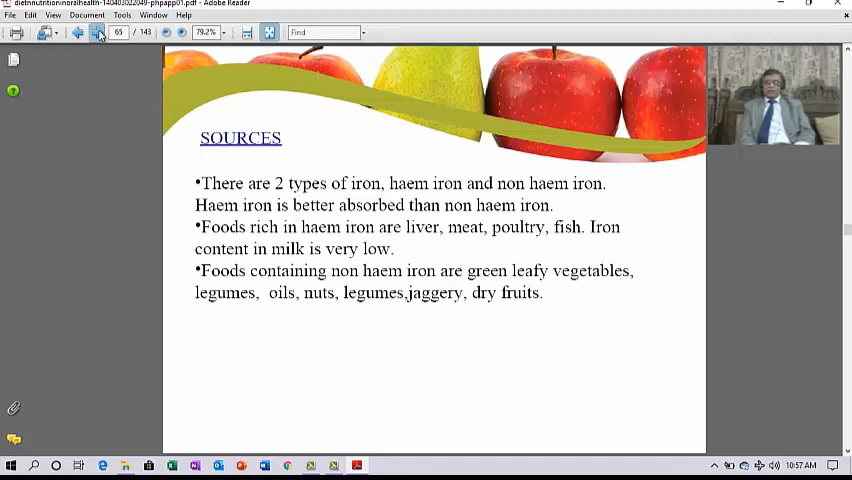 dietnnutritioninoralhealth-140403022049-phpapp01.pdf - Adobe Reader
File Edit View Document Tools Window Help
65 / 143 79.2% Find
SOURCES
•There are 2 types of iron, haem iron and non haem iron.
Haem iron is better absorbed than non haem iron.
•Foods rich in haem iron are liver, meat, poultry, fish. Iron
content in milk is very low.
•Foods containing non haem iron are green leafy vegetables,
legumes, oils, nuts, legumes,jaggery, dry fruits.
10:57 AM